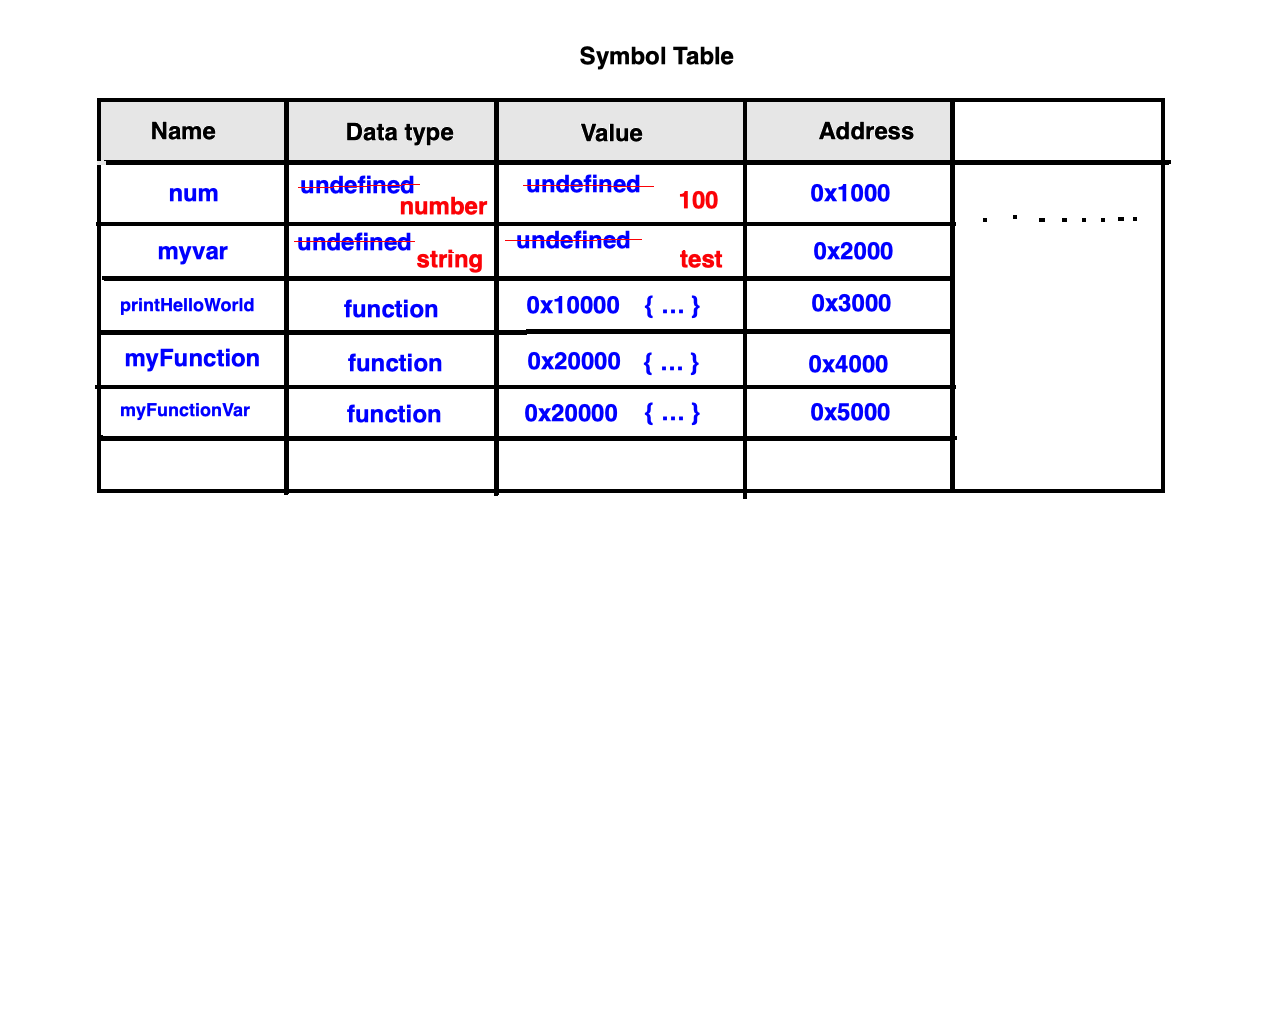 Symbol Table
Name Data type Value Address
num undefined number undefined 100 0x1000
myvar undefined string undefined test 0x2000
printHelloWorld function 0x10000 { ... } 0x3000
myFunction function 0x20000 { ... } 0x4000
myFunctionVar function 0x20000 { ... } 0x5000